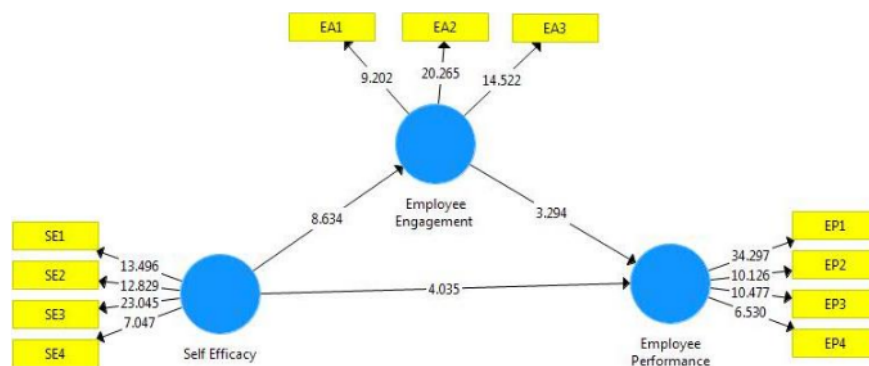 EA1
EA2
EA3
9.202
20.265
14.522
Employee
Engagement
8.634
3.294
SE1
SE2
SE3
SE4
13.496
12.829
23.045
7.047
Self Efficacy
4.035
EP1
EP2
EP3
EP4
34.297
10.126
10.477
6.530
Employee
Performance